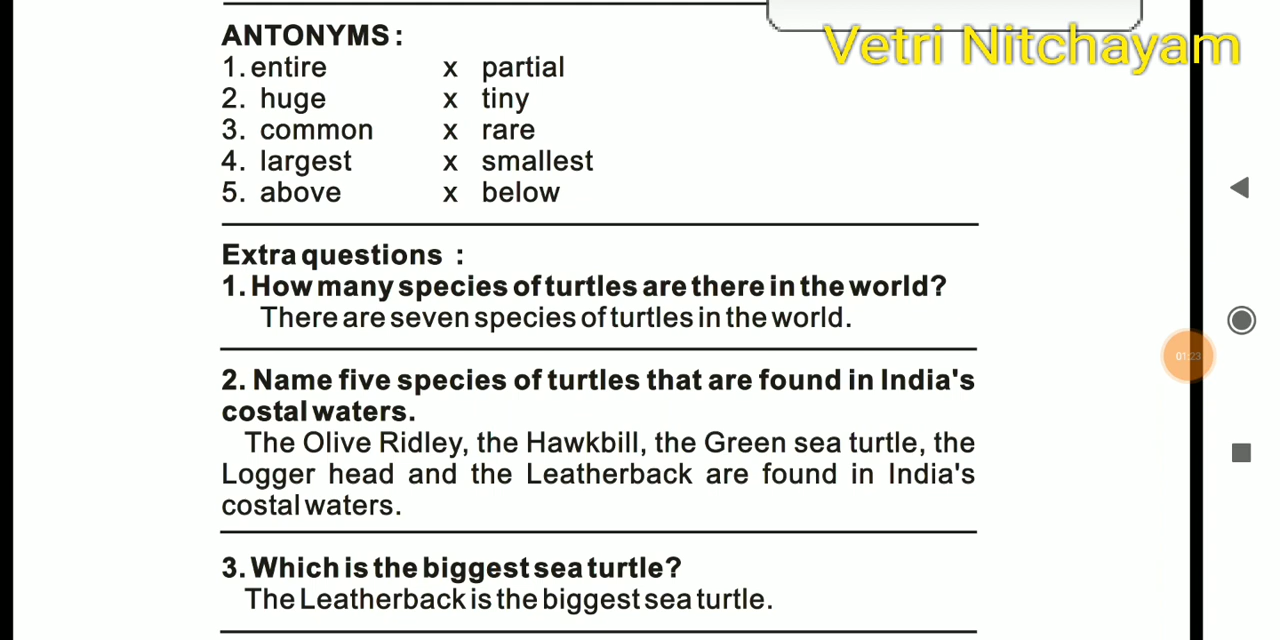 Vetri Nitchayam
ANTONYMS :
1. entire x partial
2. huge x tiny
3. common x rare
4. largest x smallest
5. above x below
Extra questions :
1. How many species of turtles are there in the world?
There are seven species of turtles in the world.
2. Name five species of turtles that are found in India's
costal waters.
The Olive Ridley, the Hawkbill, the Green sea turtle, the
Logger head and the Leatherback are found in India's
costal waters.
3. Which is the biggest sea turtle?
The Leatherback is the biggest sea turtle.
01:23